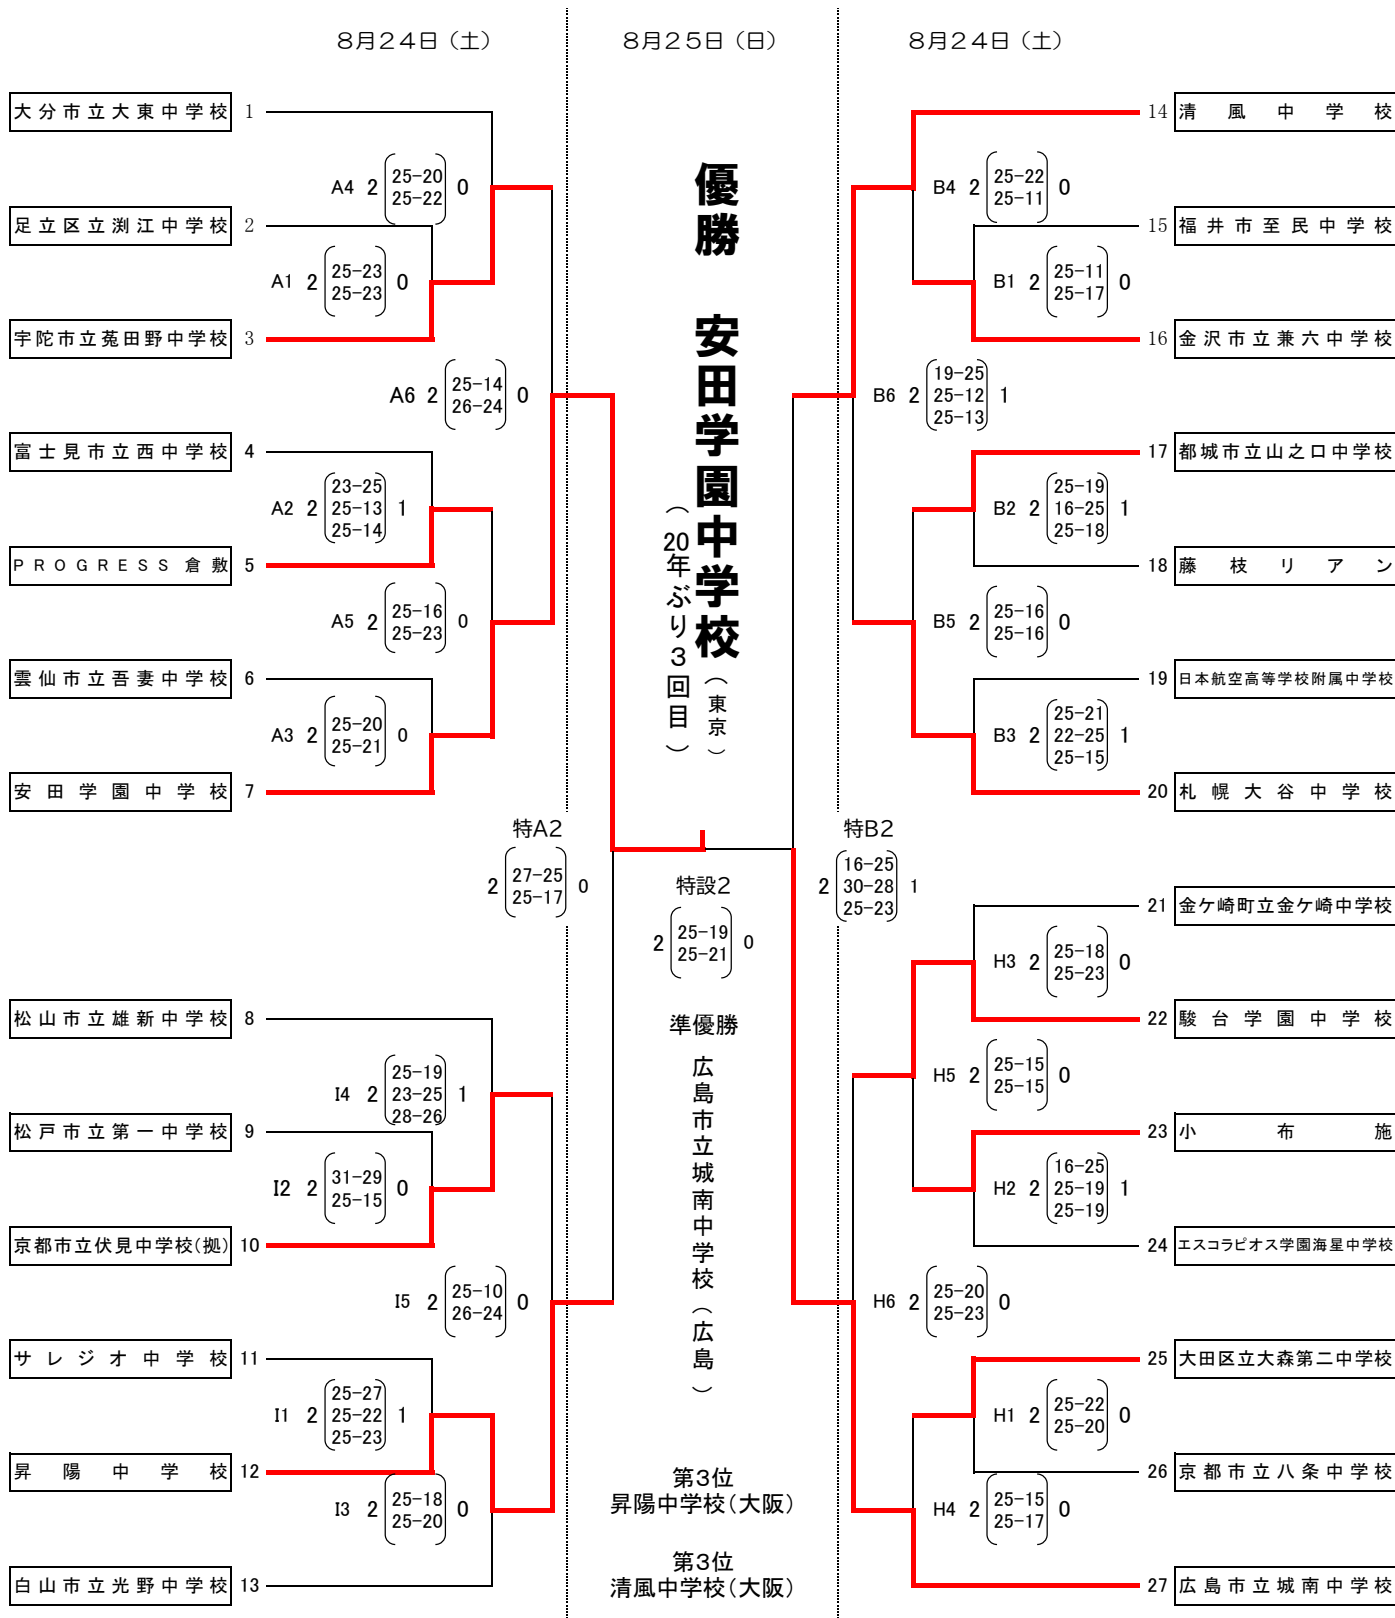 8月24日（土）
8月25日（日）
8月24日（土）
大分市立大東中学校 1
A4 2 25-20 0
25-22
足立区立渕江中学校 2
A1 2 25-23 0
25-23
宇陀市立菟田野中学校 3
A6 2 25-14 0
26-24
富士見市立西中学校 4
A2 2 23-25 1
25-13
25-14
PROGRESS倉敷 5
A5 2 25-16 0
25-23
雲仙市立吾妻中学校 6
A3 2 25-20 0
25-21
安田学園中学校 7
特A2
2 27-25 0
25-17
松山市立雄新中学校 8
I4 2 25-19 1
23-25
28-26
松戸市立第一中学校 9
I2 2 31-29 0
25-15
京都市立伏見中学校(拠) 10
I5 2 25-10 0
26-24
サレジオ中学校 11
I1 2 25-27 1
25-22
25-23
昇陽中学校 12
I3 2 25-18 0
25-20
白山市立光野中学校 13
優勝 安田学園中学校（東京）
（20年ぶり3回目）
特設2
2 25-19 0
25-21
準優勝
広島市立城南中学校（広島）
第3位
昇陽中学校(大阪)
第3位
清風中学校(大阪)
14 清風中学校
B4 2 25-22 0
25-11
15 福井市至民中学校
B1 2 25-11 0
25-17
16 金沢市立兼六中学校
B6 2 19-25 1
25-12
25-13
17 都城市立山之口中学校
B2 2 25-19 1
16-25
25-18
18 藤枝リアン
B5 2 25-16 0
25-16
19 日本航空高等学校附属中学校
B3 2 25-21 1
22-25
25-15
20 札幌大谷中学校
特B2
2 16-25 1
30-28
25-23
21 金ケ崎町立金ケ崎中学校
H3 2 25-18 0
25-23
22 駿台学園中学校
H5 2 25-15 0
25-15
23 小布施
H2 2 16-25 1
25-19
25-19
24 エスコラピオス学園海星中学校
H6 2 25-20 0
25-23
25 大田区立大森第二中学校
H1 2 25-22 0
25-20
26 京都市立八条中学校
H4 2 25-15 0
25-17
27 広島市立城南中学校